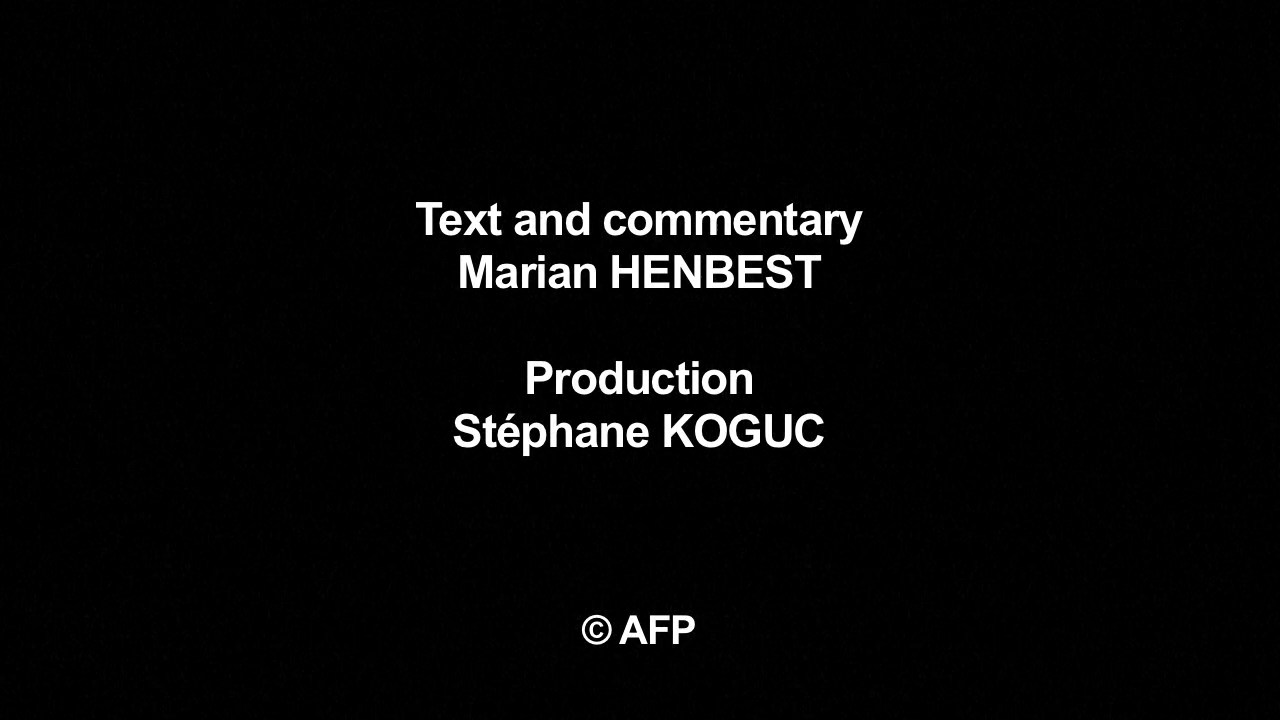 Text and commentary
Marian HENBEST
Production
Stéphane KOGUC
© AFP